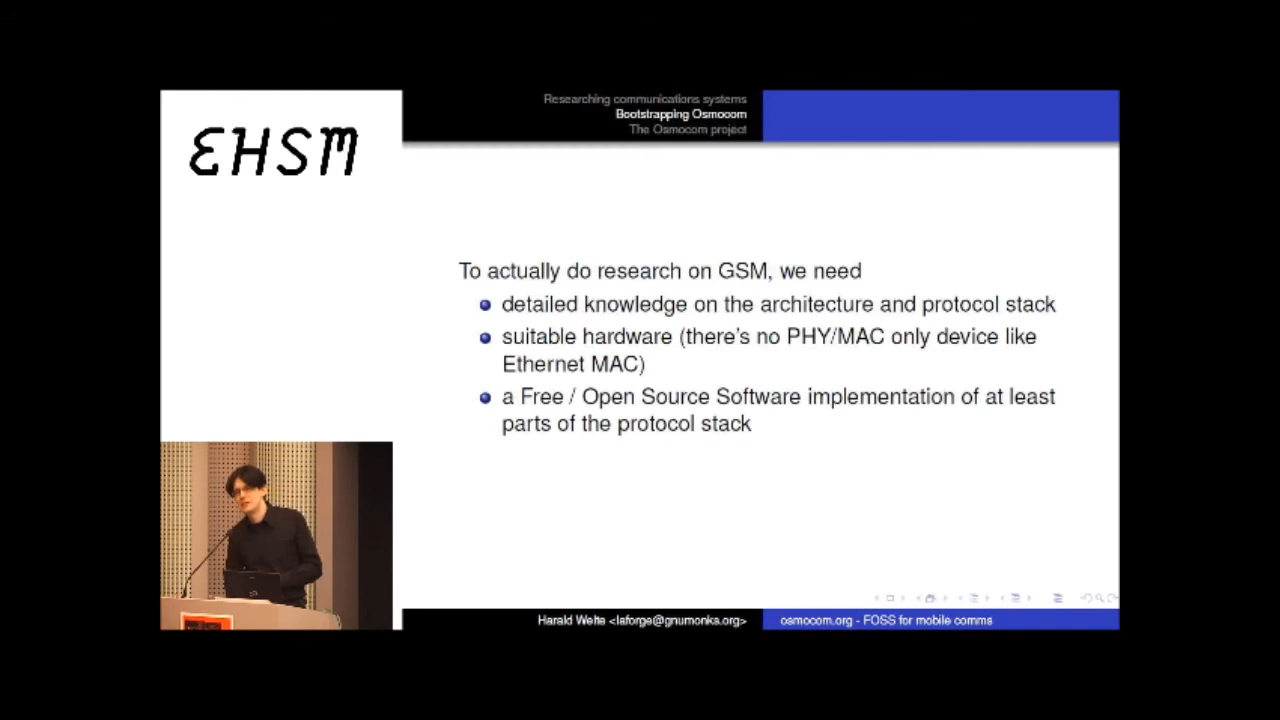 EHSM
Researching communications systems
Bootstrapping Osmocom
The Osmocom project
To actually do research on GSM, we need
detailed knowledge on the architecture and protocol stack
suitable hardware (there's no PHY/MAC only device like
Ethernet MAC)
a Free / Open Source Software implementation of at least
parts of the protocol stack
Harald Welte <laforge@gnumonks.org>
osmocom.org - FOSS for mobile comms